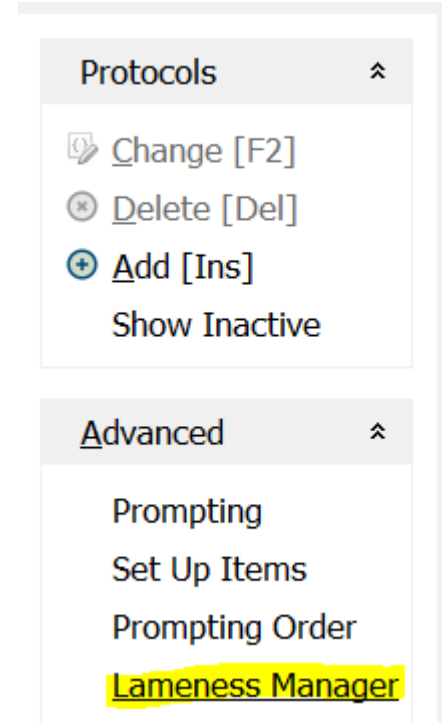 Protocols
Change [F2]
Delete [Del]
Add [Ins]
Show Inactive
Advanced
Prompting
Set Up Items
Prompting Order
Lameness Manager